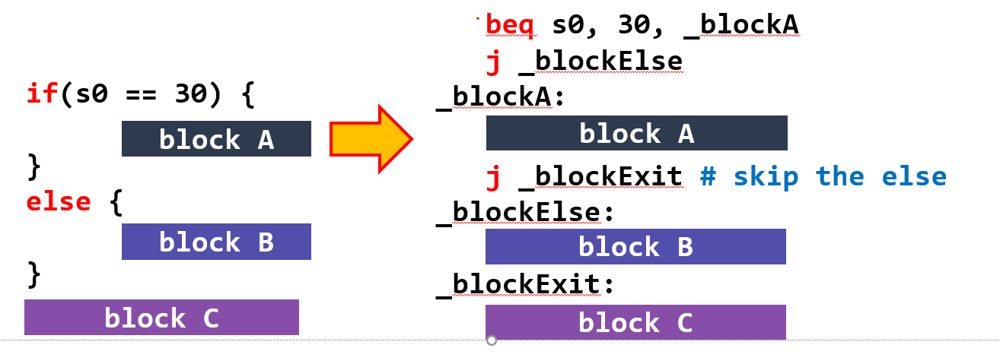 if(s0 == 30) {
block A
}
else {
block B
}
block C
`beq s0, 30, _blockA
j _blockElse
_blockA:
block A
j _blockExit # skip the else
_blockElse:
block B
_blockExit:
block C